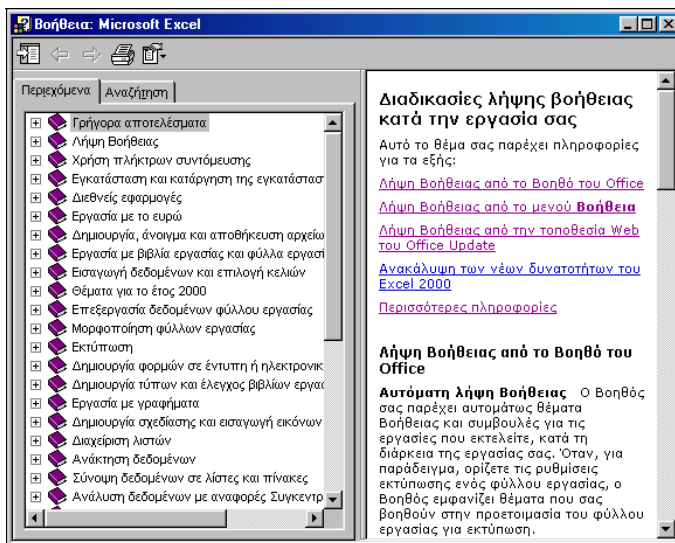 Βοήθεια: Microsoft Excel
Περιεχόμενα Αναζήτηση
Γρήγορα αποτελέσματα
Λήψη Βοήθειας
Χρήση πλήκτρων συντόμευσης
Εγκατάσταση και κατάργηση της εγκατάστασ
Διεθνείς εφαρμογές
Εργασία με το ευρώ
Δημιουργία, άνοιγμα και αποθήκευση αρχείω
Εργασία με βιβλία εργασίας και φύλλα εργασί
Εισαγωγή δεδομένων και επιλογή κελιών
Θέματα για το έτος 2000
Επεξεργασία δεδομένων φύλλου εργασίας
Μορφοποίηση φύλλων εργασίας
Εκτύπωση
Δημιουργία φορμών σε έντυπη ή ηλεκτρονικ
Δημιουργία τύπων και έλεγχος βιβλίων εργασ
Εργασία με γραφήματα
Δημιουργία σχεδίασης και εισαγωγή εικόνων
Διαχείριση λιστών
Ανάκτηση δεδομένων
Σύνοψη δεδομένων σε λίστες και πίνακες
Ανάλυση δεδομένων με αναφορές Συγκεντρ
Διαδικασίες λήψης βοήθειας
κατά την εργασία σας
Αυτό το θέμα σας παρέχει πληροφορίες
για τα εξής:
Λήψη Βοήθειας από το Βοηθό του Office
Λήψη Βοήθειας από το μενού Βοήθεια
Λήψη Βοήθειας από την τοποθεσία Web
του Office Update
Ανακάλυψη των νέων δυνατοτήτων του
Excel 2000
Περισσότερες πληροφορίες
Λήψη Βοήθειας από το Βοηθό του
Office
Αυτόματη λήψη Βοήθειας Ο Βοηθός
σας παρέχει αυτομάτως θέματα
Βοήθειας και συμβουλές για τις
εργασίες που εκτελείτε, κατά τη
διάρκεια της εργασίας σας. Όταν, για
παράδειγμα, ορίζετε τις ρυθμίσεις
εκτύπωσης ενός φύλλου εργασίας, ο
Βοηθός εμφανίζει θέματα που σας
βοηθούν στην προετοιμασία του φύλλου
εργασίας για εκτύπωση.